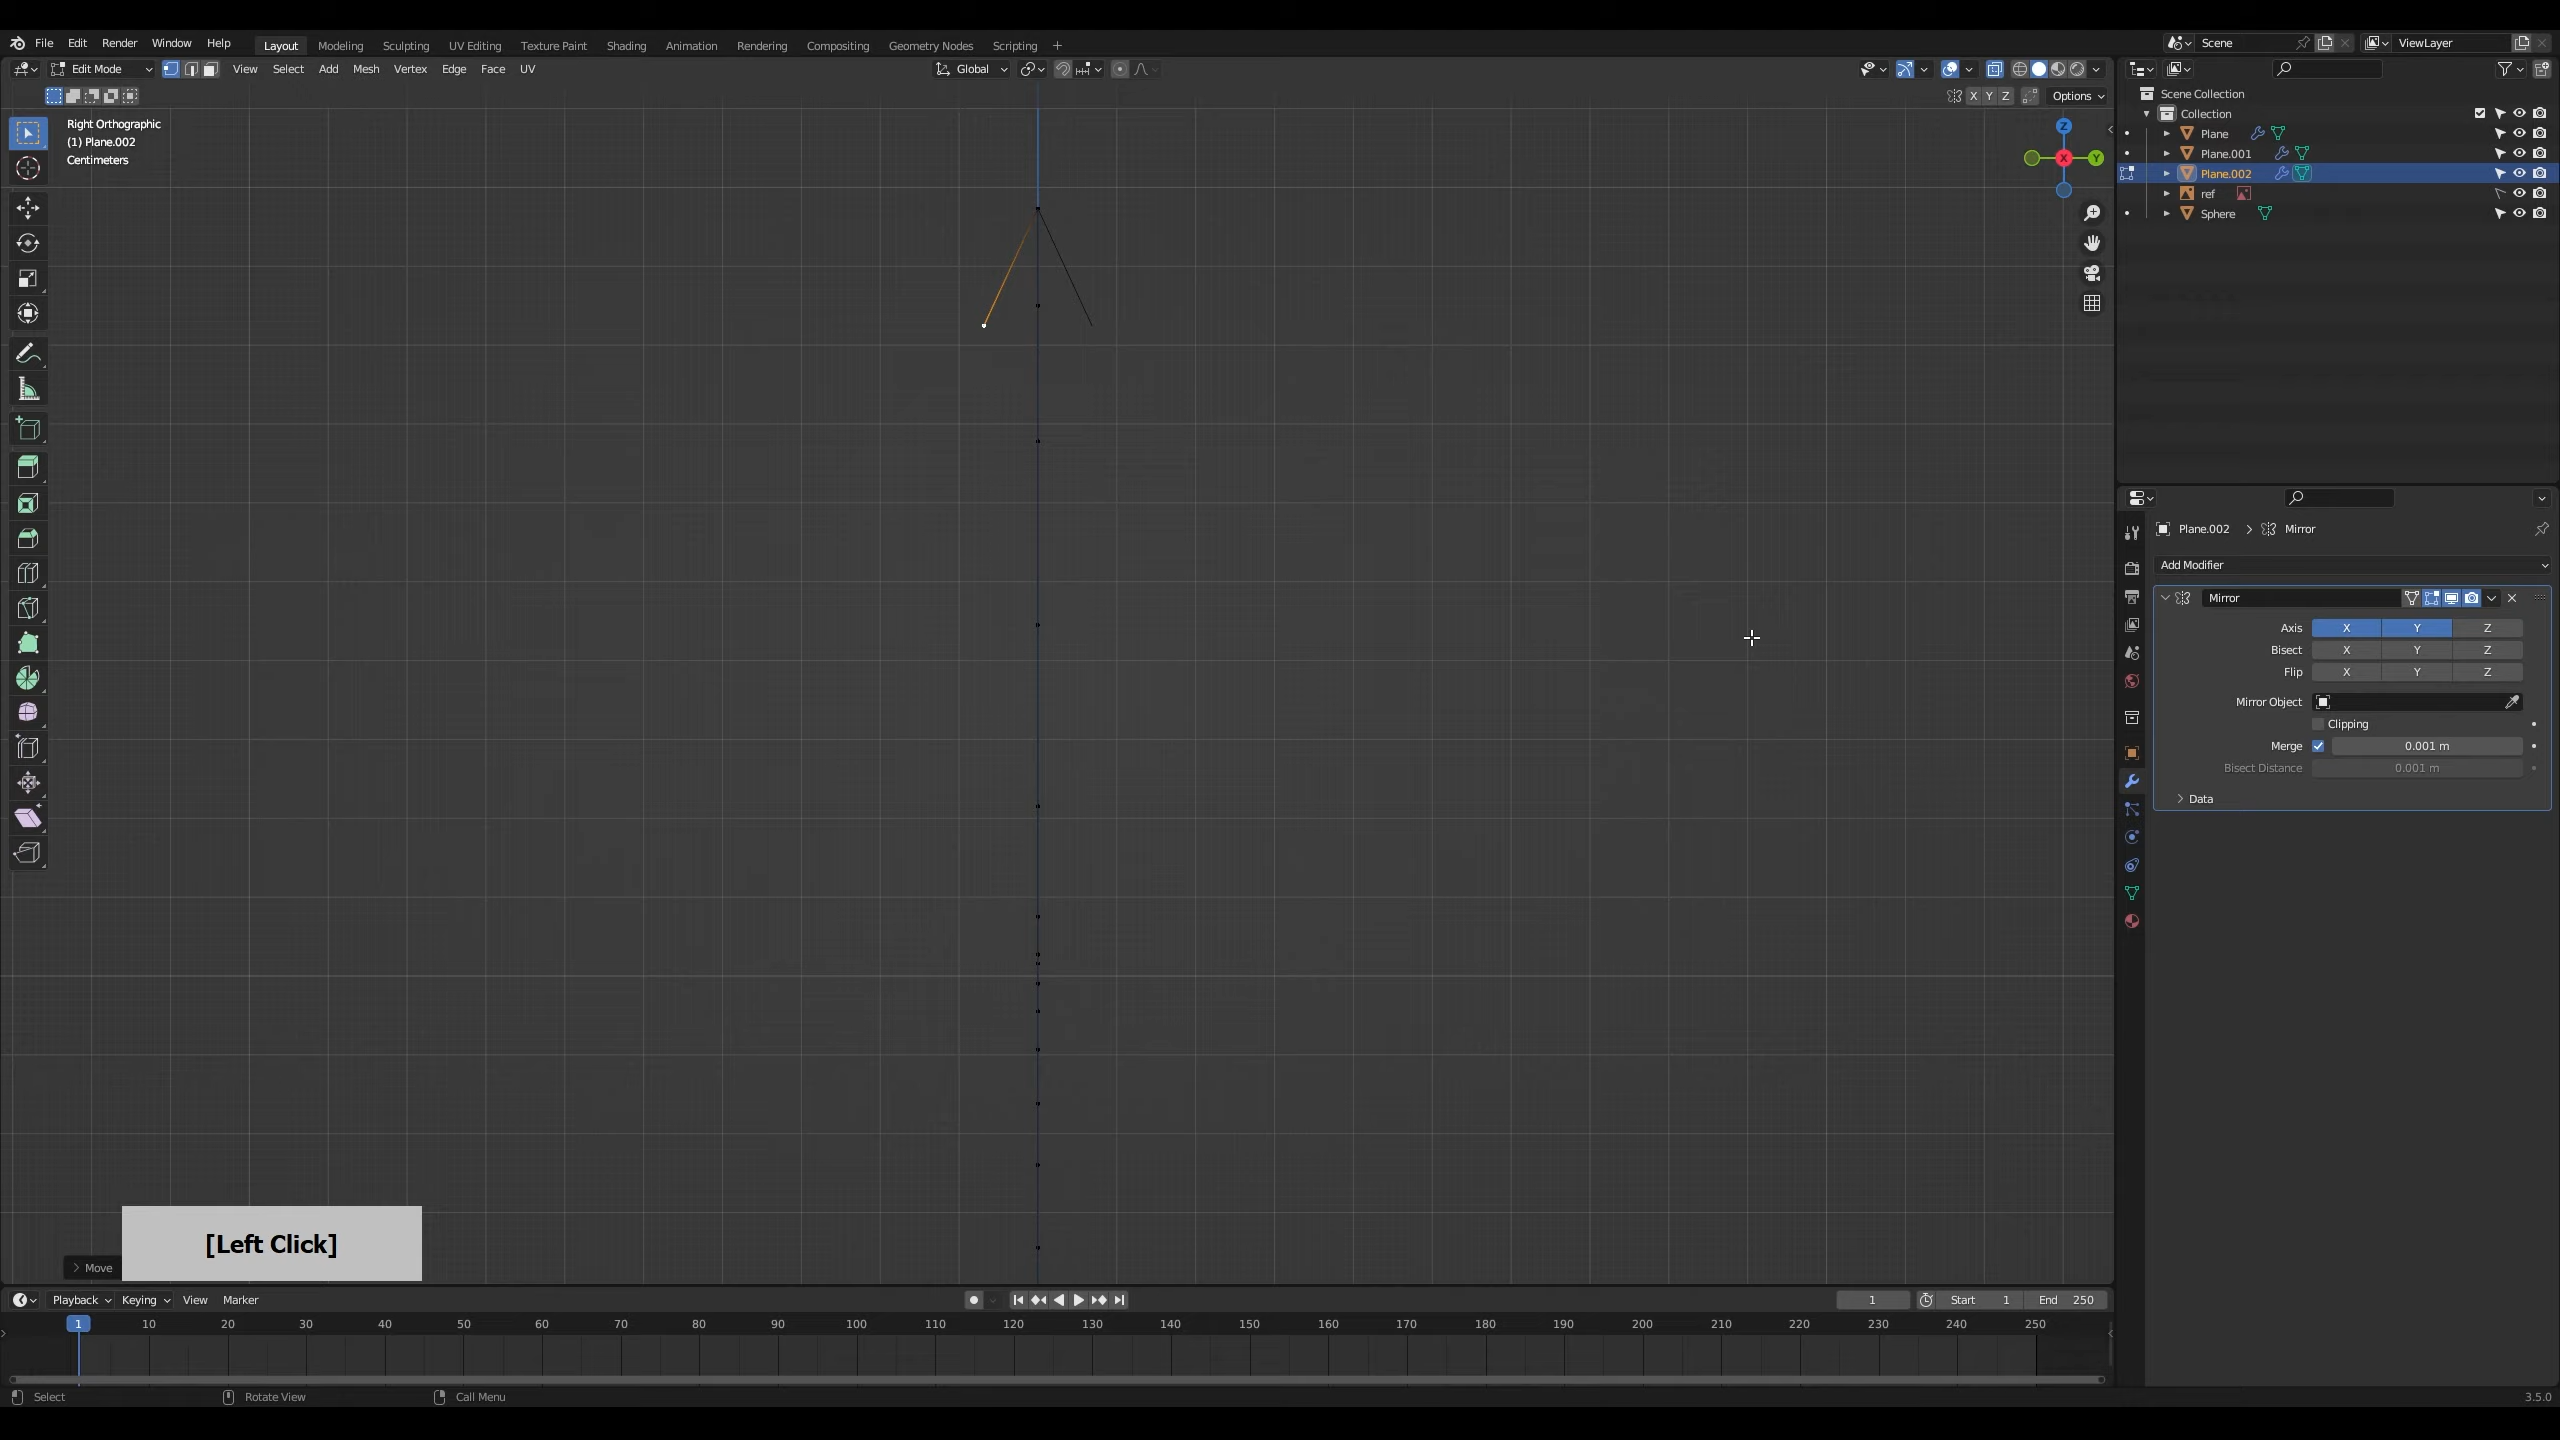 File Edit Render Window Help Layout Modeling Sculpting UV Editing Texture Paint Shading Animation Rendering Compositing Geometry Nodes Scripting + Scene ViewLayer
Edit Mode View Select Add Mesh Vertex Edge Face UV Global
X Y Z Options
Right Orthographic
(1) Plane.002
Centimeters
Z
X
Y
Scene Collection
Collection
Plane
Plane.001
Plane.002
ref
Sphere
Plane.002 > Mirror
Add Modifier
Mirror
Axis X Y Z
Bisect X Y Z
Flip X Y Z
Mirror Object
Clipping
Merge 0.001 m
Bisect Distance 0.001 m
> Data
[Left Click]
> Move
Playback Keying View Marker 1 Start 1 End 250
1 10 20 30 40 50 60 70 80 90 100 110 120 130 140 150 160 170 180 190 200 210 220 230 240 250
Select Rotate View Call Menu 3.5.0